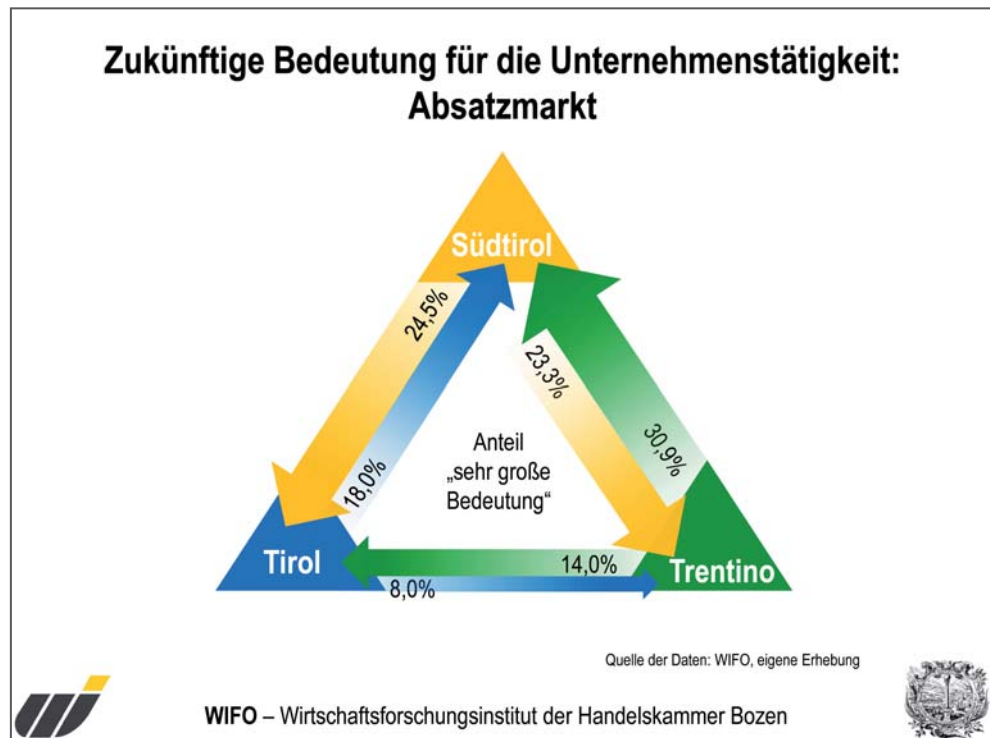 Zukünftige Bedeutung für die Unternehmenstätigkeit:
Absatzmarkt
Südtirol
24,5%
18,0%
23,3%
30,9%
Anteil
„sehr große
Bedeutung“
Tirol
14,0%
8,0%
Trentino
Quelle der Daten: WIFO, eigene Erhebung
WIFO – Wirtschaftsforschungsinstitut der Handelskammer Bozen